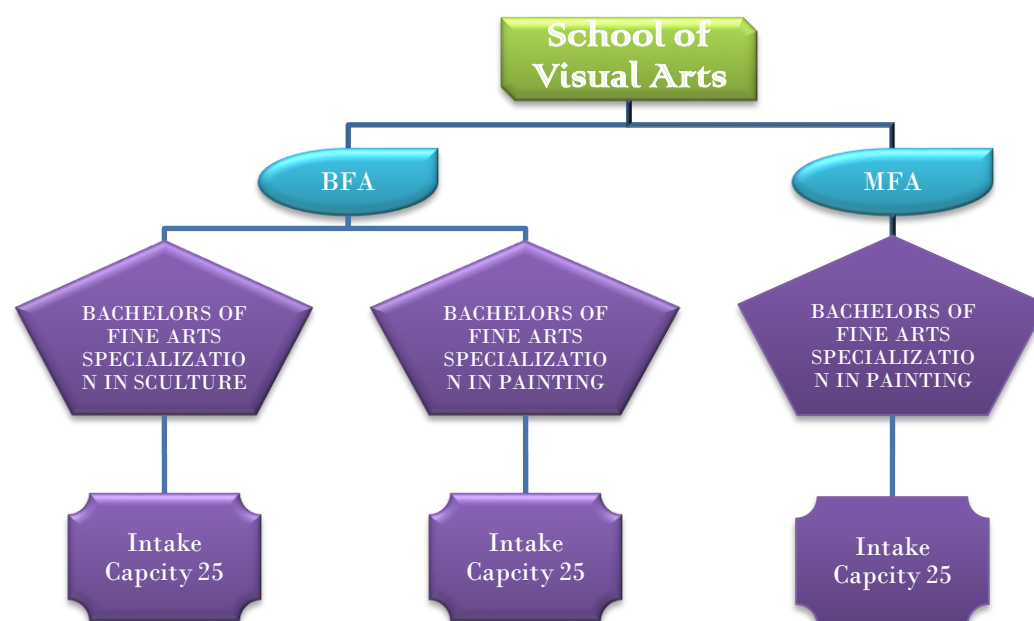 School of
Visual Arts
BFA
MFA
BACHELORS OF
FINE ARTS
SPECIALIZATIO
N IN SCULTURE
BACHELORS OF
FINE ARTS
SPECIALIZATIO
N IN PAINTING
BACHELORS OF
FINE ARTS
SPECIALIZATIO
N IN PAINTING
Intake
Capcity 25
Intake
Capcity 25
Intake
Capcity 25